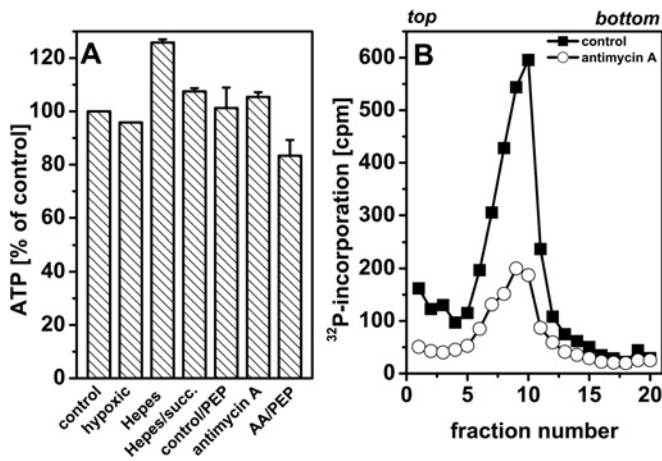 A
ATP [% of control]
120
100
80
60
40
20
0
control
hypoxic
Hepes
Hepes/succ.
control/PEP
antimycin A
AA/PEP
top
bottom
B
control
antimycin A
³²P-incorporation [cpm]
600
500
400
300
200
150
100
50
0
0 5 10 15 20
fraction number